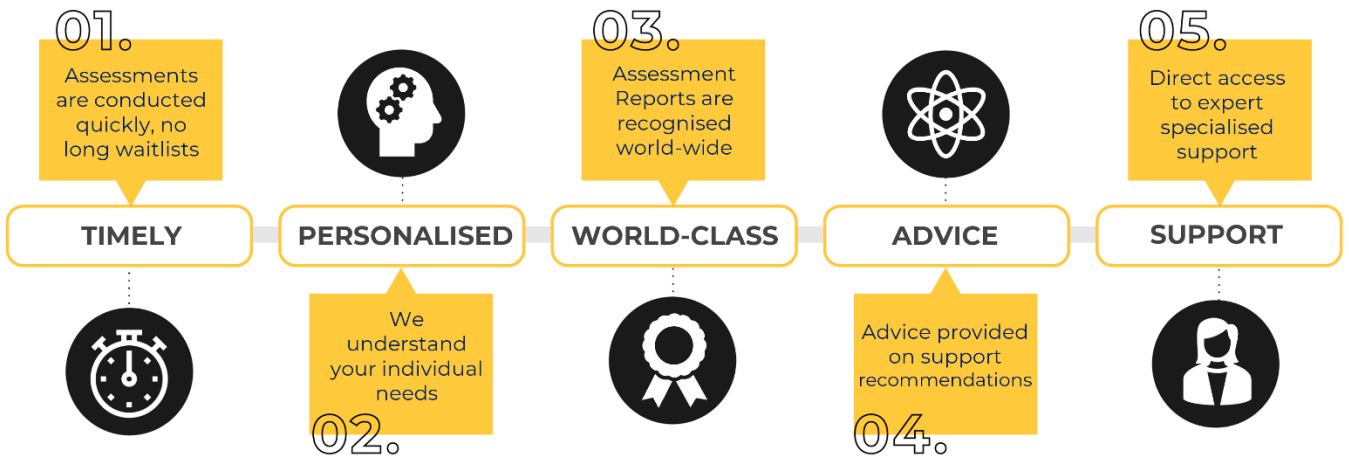 01.
Assessments
are conducted
quickly, no
long waitlists
TIMELY
PERSONALISED
We
understand
your individual
needs
02.
03.
Assessment
Reports are
recognised
world-wide
WORLD-CLASS
ADVICE
Advice provided
on support
recommendations
04.
05.
Direct access
to expert
specialised
support
SUPPORT